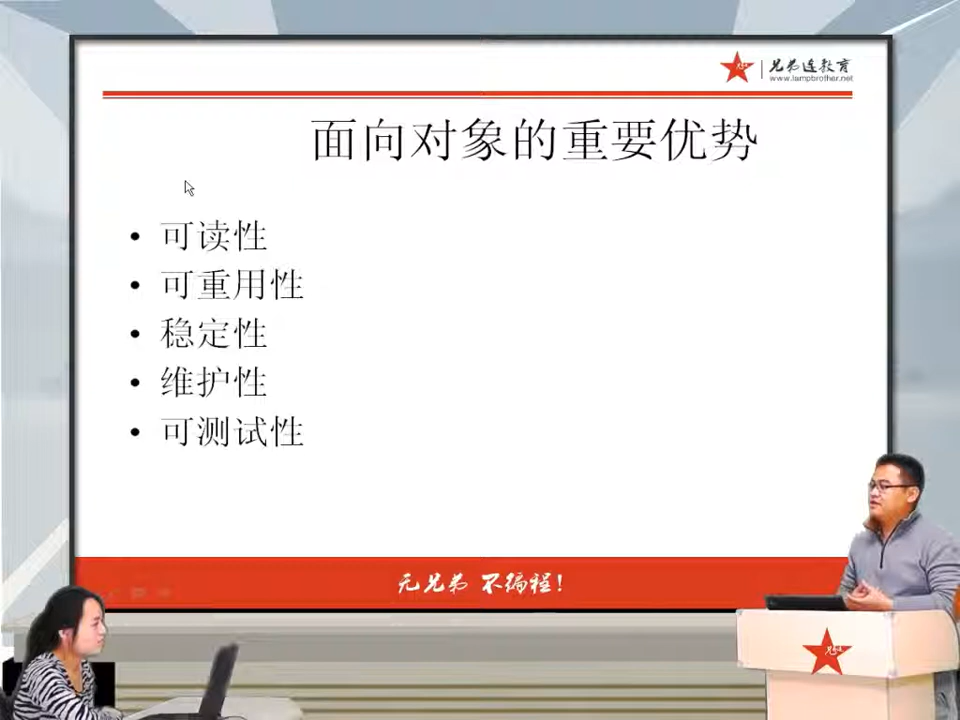 兄弟连教育
www.lampbrother.net
面向对象的重要优势
• 可读性
• 可重用性
• 稳定性
• 维护性
• 可测试性
无兄弟 不编程!